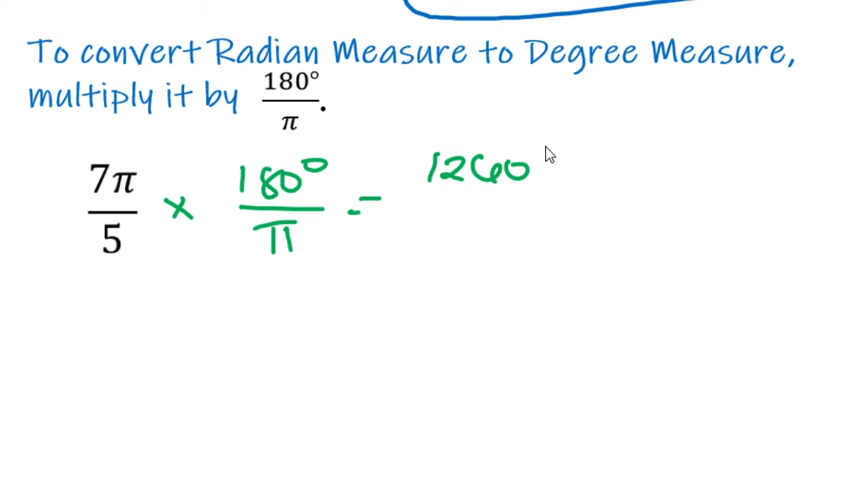 To convert Radian Measure to Degree Measure,
multiply it by 180°/π.
7π/5 × 180°/π = 1260